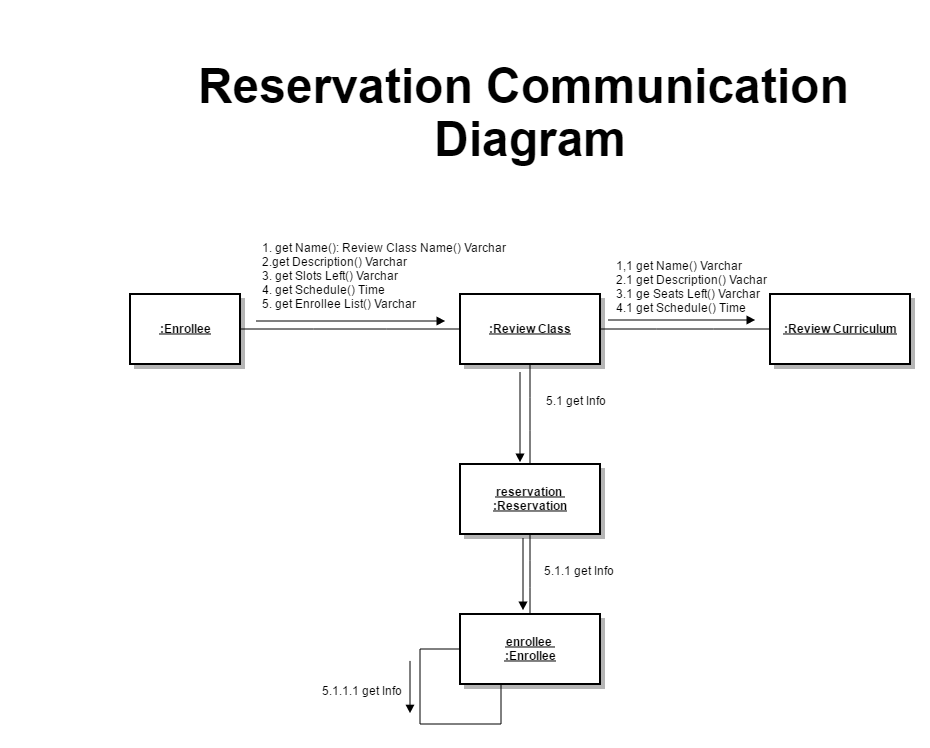 Reservation Communication
Diagram
1. get Name(): Review Class Name() Varchar
2.get Description() Varchar
3. get Slots Left() Varchar
4. get Schedule() Time
5. get Enrollee List() Varchar
1,1 get Name() Varchar
2.1 get Description() Vachar
3.1 ge Seats Left() Varchar
4.1 get Schedule() Time
:Enrollee
:Review Class
:Review Curriculum
5.1 get Info
reservation
:Reservation
5.1.1 get Info
enrollee
:Enrollee
5.1.1.1 get Info